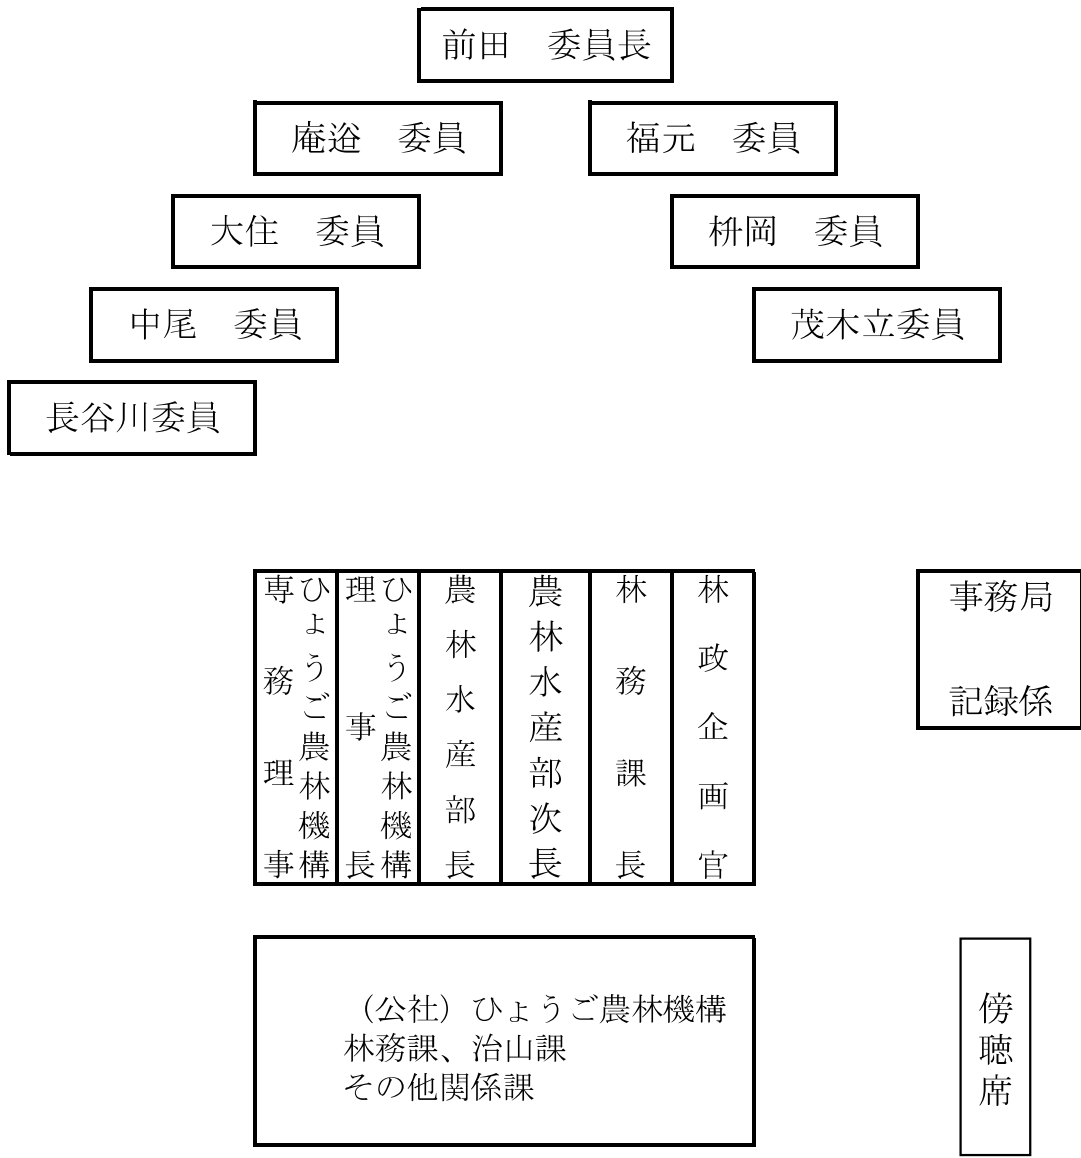 前田　委員長
庵逧　委員
福元　委員
大住　委員
枡岡　委員
中尾　委員
茂木立委員
長谷川委員
ひょうご農林機構
専務理事
ひょうご農林機構
理事長
農林水産部長
農林水産部次長
林務課長
林政企画官
事務局
記録係
（公社）ひょうご農林機構
林務課、治山課
その他関係課
傍聴席